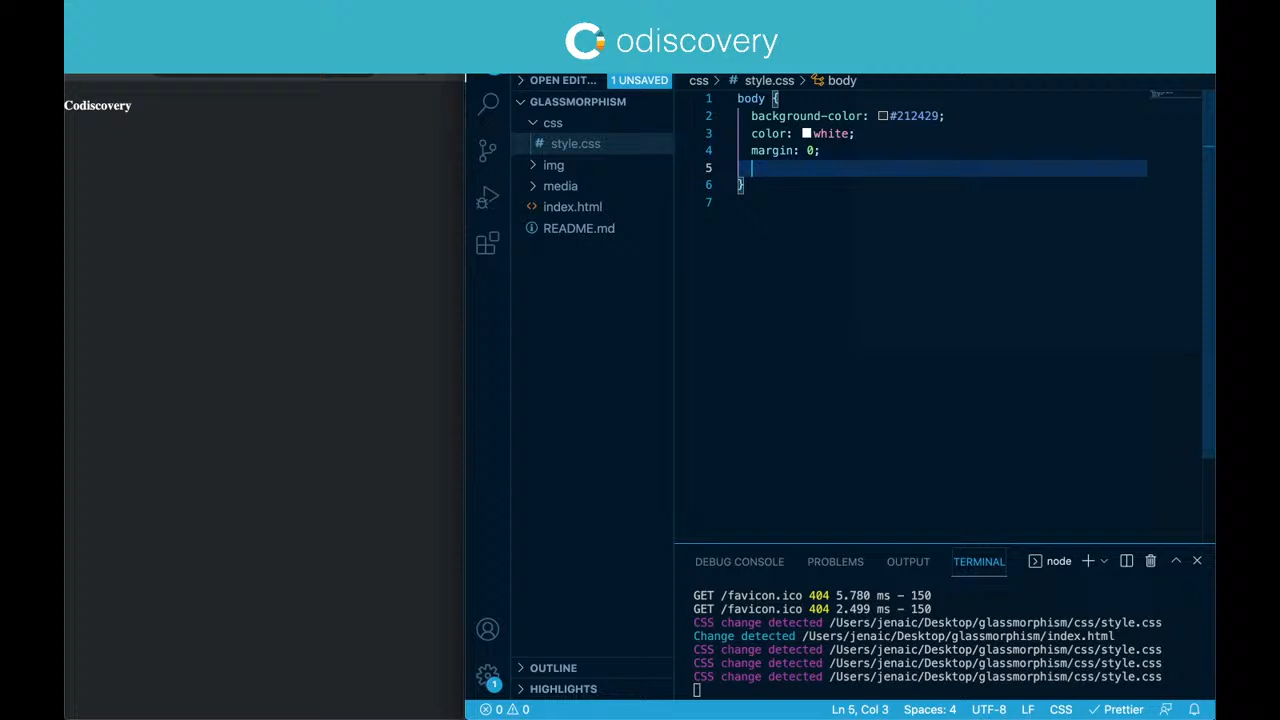 Codiscovery
Codiscovery
OPEN EDIT... 1 UNSAVED
GLASSMORPHISM
css
# style.css
img
media
<> index.html
README.md
OUTLINE
HIGHLIGHTS
1
css > # style.css > body
1 body {
2 background-color: #212429;
3 color: white;
4 margin: 0;
5
6 }
7
DEBUG CONSOLE PROBLEMS OUTPUT TERMINAL node
GET /favicon.ico 404 5.780 ms - 150
GET /favicon.ico 404 2.499 ms - 150
CSS change detected /Users/jenaic/Desktop/glassmorphism/css/style.css
Change detected /Users/jenaic/Desktop/glassmorphism/index.html
CSS change detected /Users/jenaic/Desktop/glassmorphism/css/style.css
CSS change detected /Users/jenaic/Desktop/glassmorphism/css/style.css
CSS change detected /Users/jenaic/Desktop/glassmorphism/css/style.css
0 0 Ln 5, Col 3 Spaces: 4 UTF-8 LF CSS Prettier